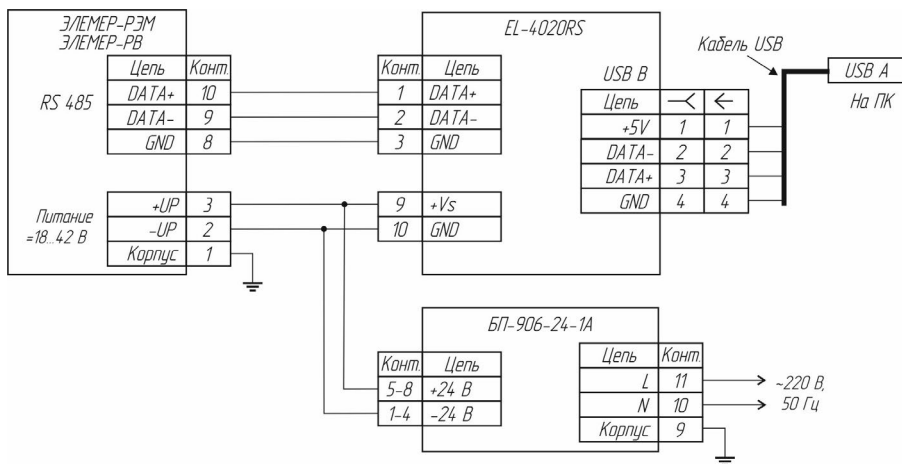 ЭЛЕМЕР-РЭМ
ЭЛЕМЕР-РВ
RS 485
Цепь Конт.
DATA+ 10
DATA- 9
GND 8
Питание
=18...42 В
+UP 3
-UP 2
Корпус 1
EL-4020RS
Конт. Цепь
1 DATA+
2 DATA-
3 GND
9 +Vs
10 GND
USB B
Цепь
+5V 1 1
DATA- 2 2
DATA+ 3 3
GND 4 4
Кабель USB
USB A
На ПК
БП-906-24-1А
Конт. Цепь
5-8 +24 В
1-4 -24 В
Цепь Конт.
L 11
N 10
Корпус 9
~220 В,
50 Гц